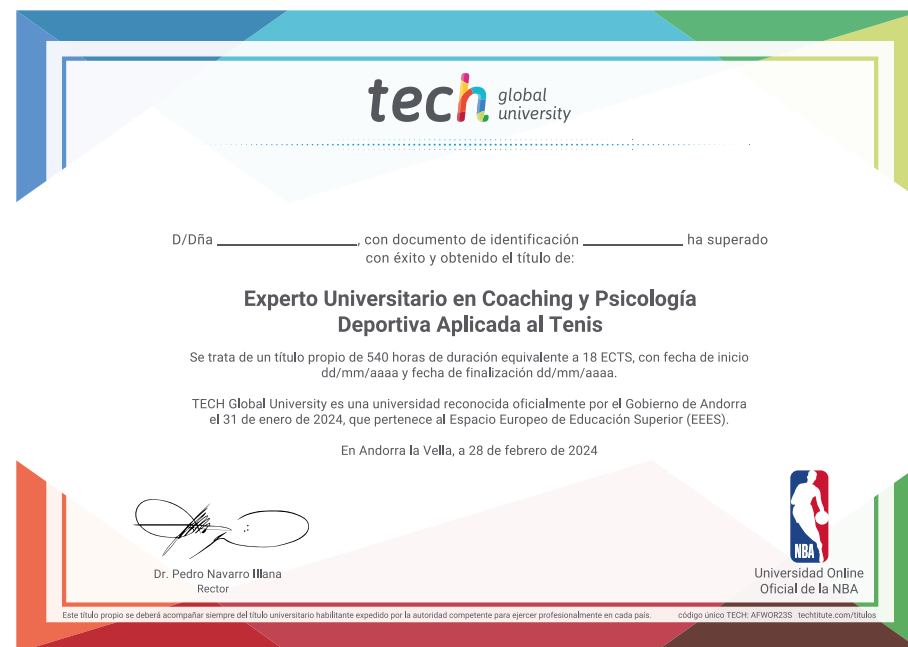 tech global university
D/Dña ____________, con documento de identificación ____________ ha superado
con éxito y obtenido el título de:
Experto Universitario en Coaching y Psicología
Deportiva Aplicada al Tenis
Se trata de un título propio de 540 horas de duración equivalente a 18 ECTS, con fecha de inicio
dd/mm/aaaa y fecha de finalización dd/mm/aaaa.
TECH Global University es una universidad reconocida oficialmente por el Gobierno de Andorra
el 31 de enero de 2024, que pertenece al Espacio Europeo de Educación Superior (EEES).
En Andorra la Vella, a 28 de febrero de 2024
NBA
Dr. Pedro Navarro Illana
Rector
Universidad Online
Oficial de la NBA
Este título propio se deberá acompañar siempre del título universitario habilitante expedido por la autoridad competente para ejercer profesionalmente en cada país.
código único TECH: AFWOR23S techtitute.com/titulos